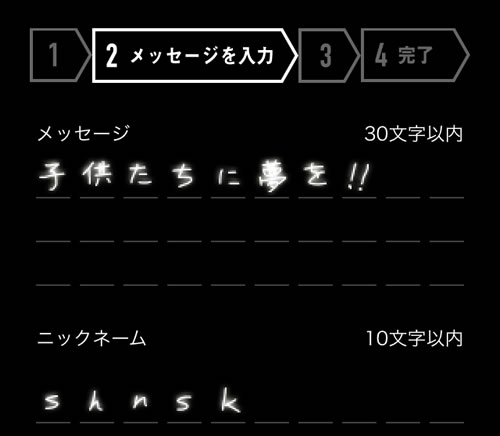 1 2 メッセージを入力 3 4 完了
メッセージ 30文字以内
子供たちに夢を!!
ニックネーム 10文字以内
shnsk